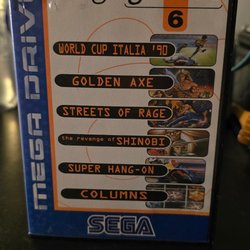 6
WORLD CUP ITALIA '90
GOLDEN AXE
STREETS OF RAGE
the revenge of SHINOBI
SUPER HANG-ON
COLUMNS
MEGA DRIVE
SEGA